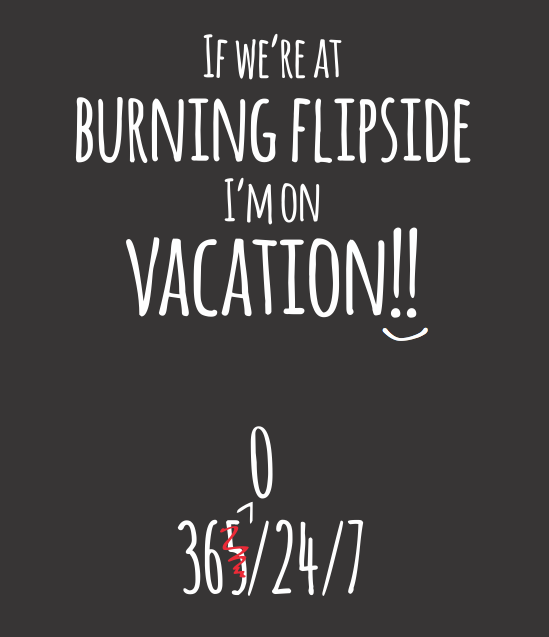 If we're at
BURNING FLIPSIDE
I'm on
VACATION!!
0
^
365/24/7